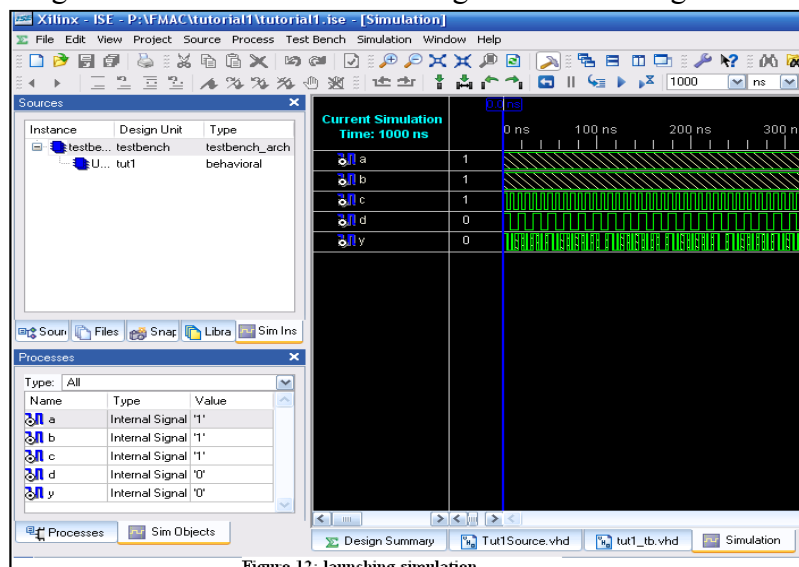 Xilinx - ISE - P:\FMAC\tutorial1\tutorial1.ise - [Simulation]
File Edit View Project Source Process Test Bench Simulation Window Help
1000 ns
Sources
Instance Design Unit Type
testbe... testbench testbench_arch
U... tut1 behavioral
Sour Files Snap Libra Sim Ins
Processes
Type: All
Name Type Value
a Internal Signal '1'
b Internal Signal '1'
c Internal Signal '1'
d Internal Signal '0'
y Internal Signal '0'
Processes Sim Objects
Current Simulation
Time: 1000 ns
0 ns 100 ns 200 ns 300 n
a 1
b 1
c 1
d 0
y 0
Design Summary Tut1Source.vhd tut1_tb.vhd Simulation
Figure 12: launching simulation